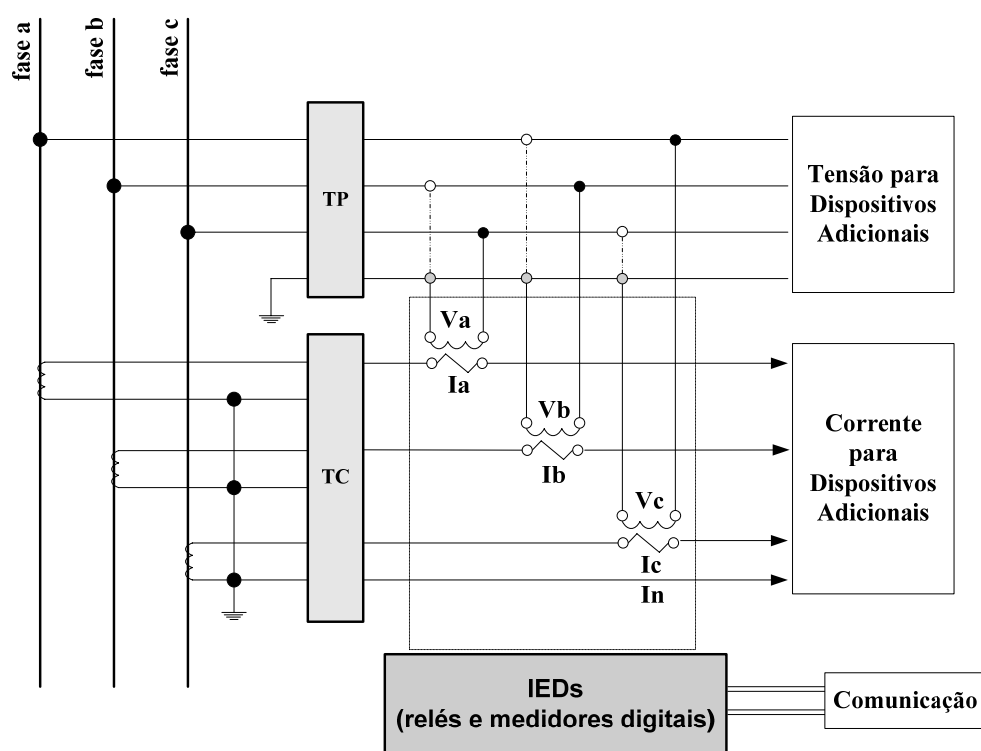 fase a
fase b
fase c
TP
Tensão para
Dispositivos
Adicionais
Va
Ia
TC
Vb
Ib
Corrente
para
Dispositivos
Adicionais
Vc
Ic
In
IEDs
(relés e medidores digitais)
Comunicação